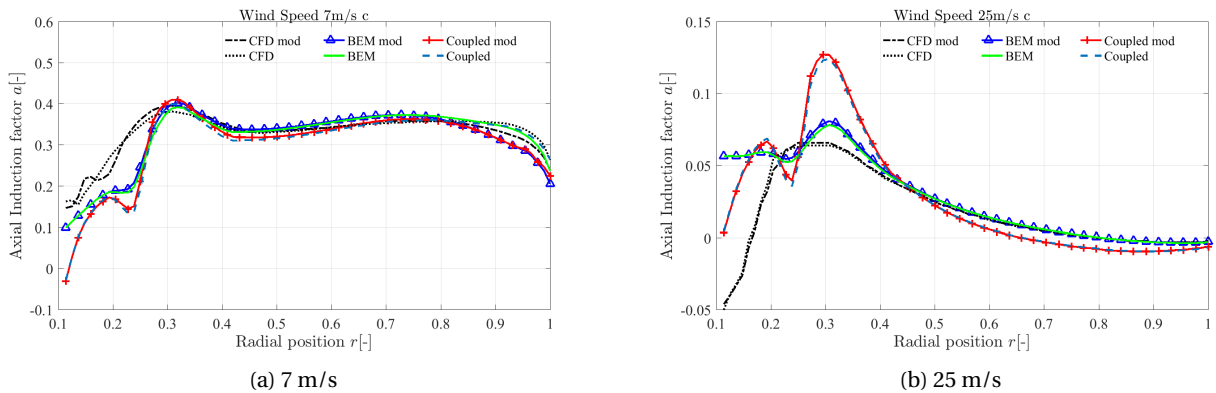 Wind Speed 7m/s c
CFD mod BEM mod Coupled mod
CFD BEM Coupled
0.6
0.5
0.4
0.3
0.2
0.1
0
-0.1
Axial Induction factor a[-]
0.1 0.2 0.3 0.4 0.5 0.6 0.7 0.8 0.9 1
Radial position r[-]
(a) 7 m/s
Wind Speed 25m/s c
CFD mod BEM mod Coupled mod
CFD BEM Coupled
0.15
0.1
0.05
0
-0.05
Axial Induction factor a[-]
0.1 0.2 0.3 0.4 0.5 0.6 0.7 0.8 0.9 1
Radial position r[-]
(b) 25 m/s